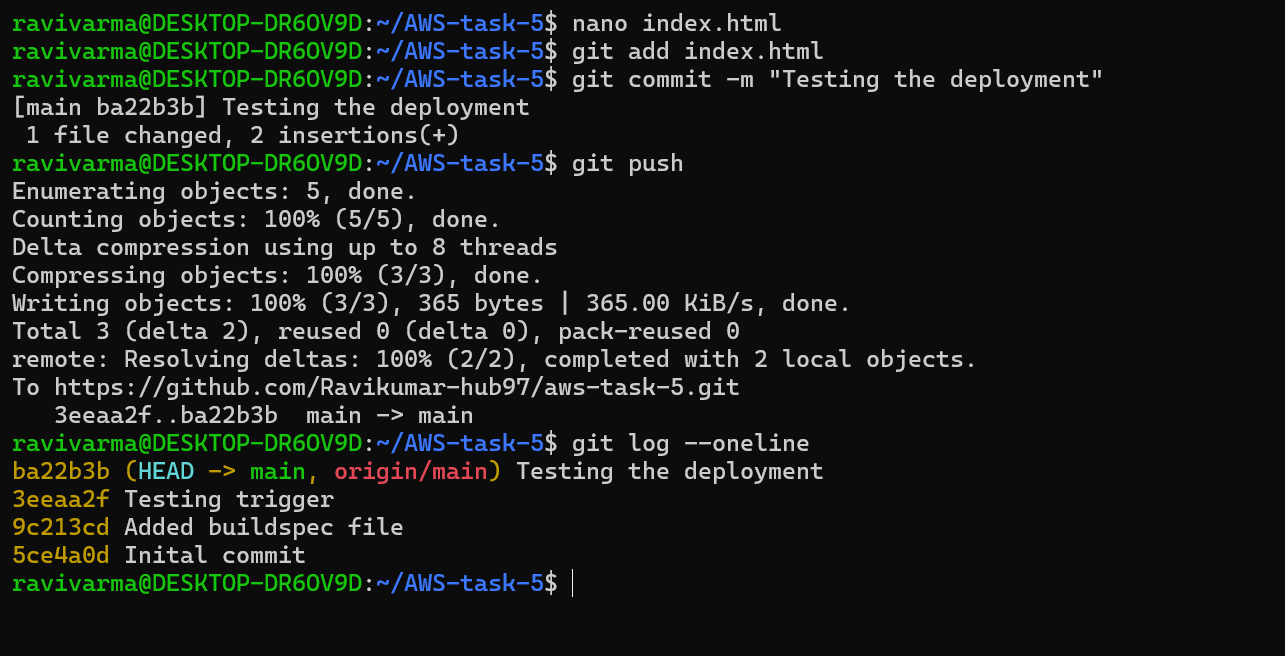 ravivarma@DESKTOP-DR6OV9D:~/AWS-task-5$ nano index.html
ravivarma@DESKTOP-DR6OV9D:~/AWS-task-5$ git add index.html
ravivarma@DESKTOP-DR6OV9D:~/AWS-task-5$ git commit -m "Testing the deployment"
[main ba22b3b] Testing the deployment
 1 file changed, 2 insertions(+)
ravivarma@DESKTOP-DR6OV9D:~/AWS-task-5$ git push
Enumerating objects: 5, done.
Counting objects: 100% (5/5), done.
Delta compression using up to 8 threads
Compressing objects: 100% (3/3), done.
Writing objects: 100% (3/3), 365 bytes | 365.00 KiB/s, done.
Total 3 (delta 2), reused 0 (delta 0), pack-reused 0
remote: Resolving deltas: 100% (2/2), completed with 2 local objects.
To https://github.com/Ravikumar-hub97/aws-task-5.git
   3eeaa2f..ba22b3b  main -> main
ravivarma@DESKTOP-DR6OV9D:~/AWS-task-5$ git log --oneline
ba22b3b (HEAD -> main, origin/main) Testing the deployment
3eeaa2f Testing trigger
9c213cd Added buildspec file
5ce4a0d Inital commit
ravivarma@DESKTOP-DR6OV9D:~/AWS-task-5$